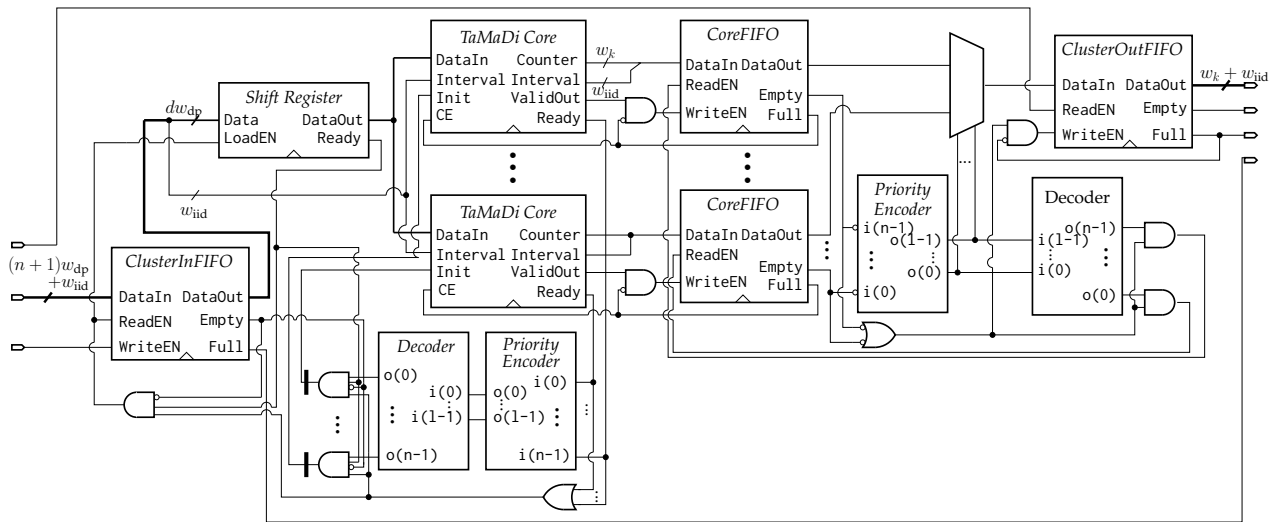 TaMaDi Core
DataIn Counter
Interval Interval
Init ValidOut
CE Ready
w_k
w_iid
CoreFIFO
DataIn DataOut
ReadEN
Empty
WriteEN Full
ClusterOutFIFO
DataIn DataOut
ReadEN Empty
WriteEN Full
w_k + w_iid
Shift Register
Data DataOut
LoadEN Ready
dw_dp
w_iid
TaMaDi Core
DataIn Counter
Interval Interval
Init ValidOut
CE Ready
CoreFIFO
DataIn DataOut
ReadEN
Empty
WriteEN Full
Priority
Encoder
i(n-1)
o(l-1)
o(0)
i(0)
Decoder
o(n-1)
i(l-1)
i(0)
o(0)
(n + 1)w_dp
+w_iid
ClusterInFIFO
DataIn DataOut
ReadEN Empty
WriteEN Full
Decoder
o(0)
i(0)
i(l-1)
o(n-1)
Priority
Encoder
i(0)
o(0)
o(l-1)
i(n-1)